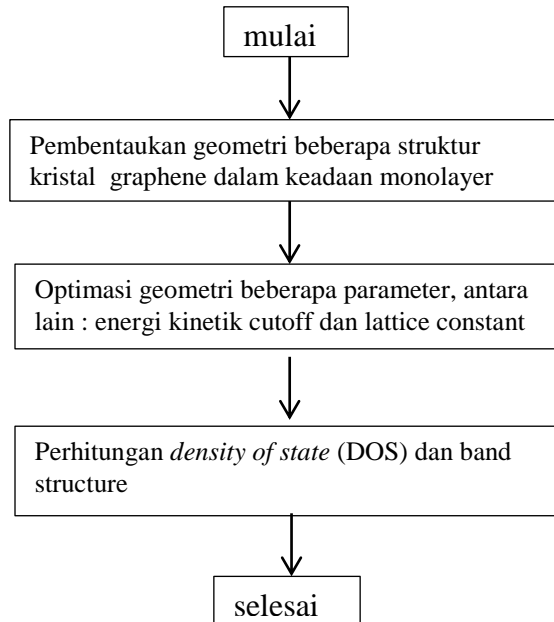 mulai
Pembentaukan geometri beberapa struktur
kristal graphene dalam keadaan monolayer
Optimasi geometri beberapa parameter, antara
lain : energi kinetik cutoff dan lattice constant
Perhitungan density of state (DOS) dan band
structure
selesai